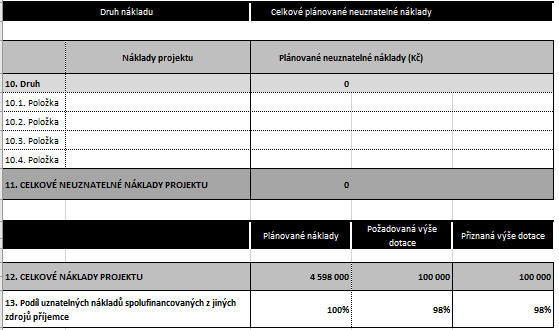 Druh nákladu Celkové plánované neuznatelné náklady
Náklady projektu Plánované neuznatelné náklady (Kč)
10. Druh 0
10.1. Položka
10.2. Položka
10.3. Položka
10.4. Položka
11. CELKOVÉ NEUZNATELNÉ NÁKLADY PROJEKTU 0
Plánované náklady Požadovaná výše dotace Přiznaná výše dotace
12. CELKOVÉ NÁKLADY PROJEKTU 4 598 000 100 000 100 000
13. Podíl uznatelných nákladů spolufinancovaných z jiných
zdrojů příjemce 100% 98% 98%